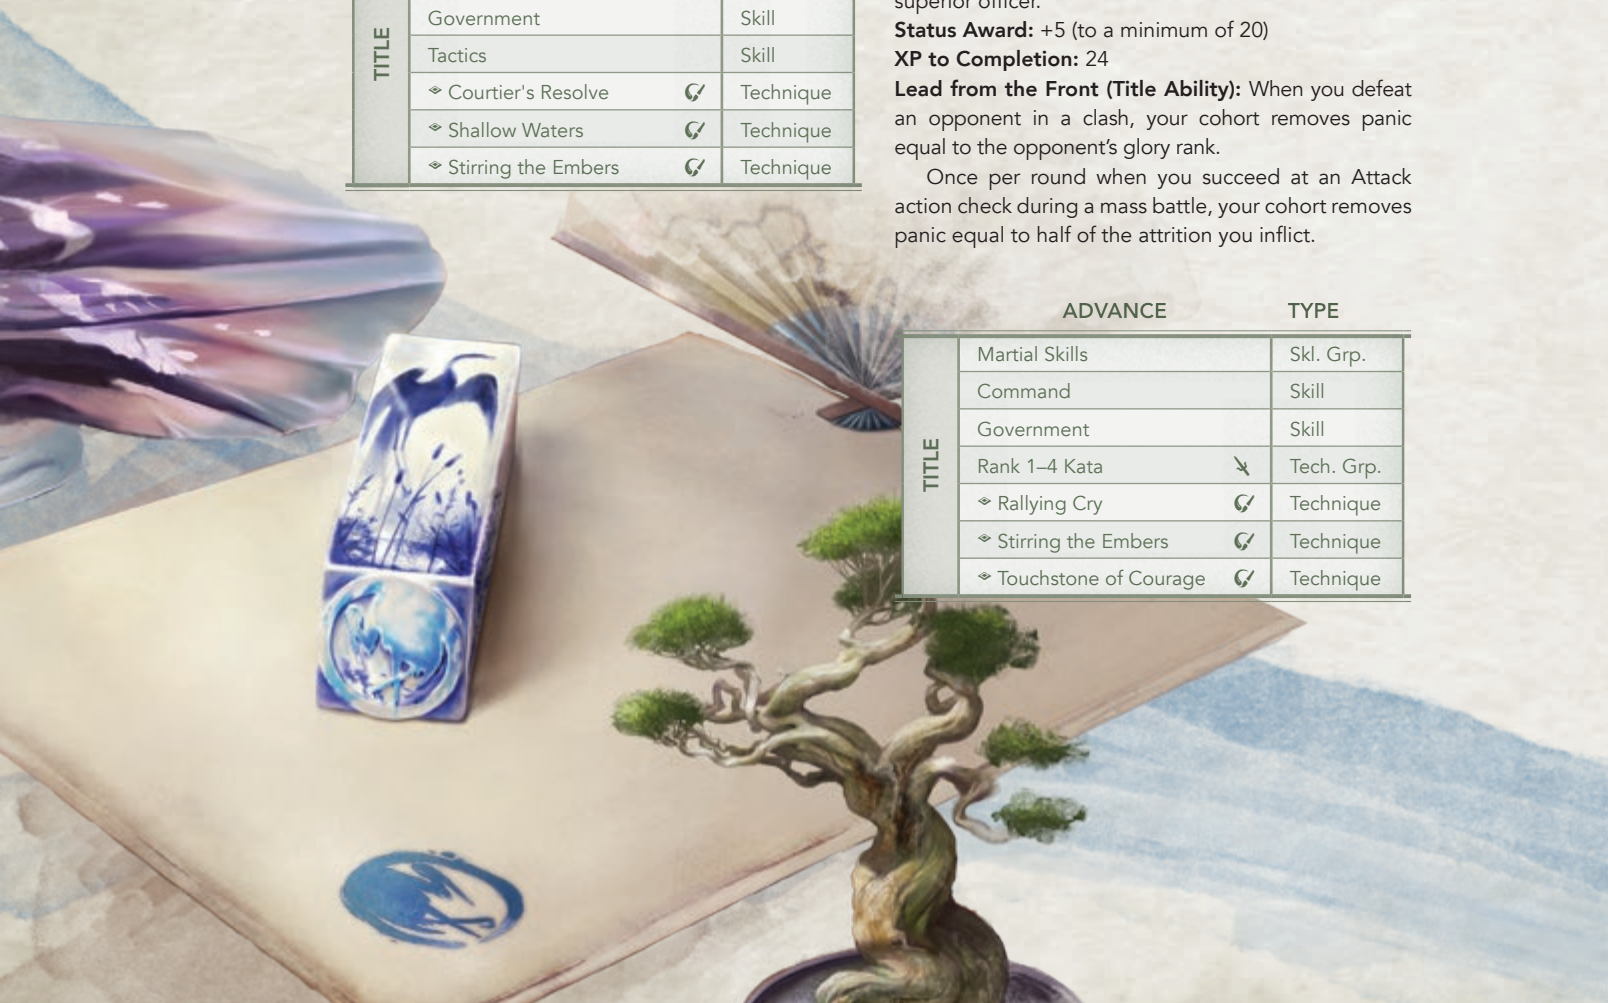 TITLE
Government Skill
Tactics Skill
Courtier's Resolve Technique
Shallow Waters Technique
Stirring the Embers Technique
superior officer.
Status Award: +5 (to a minimum of 20)
XP to Completion: 24
Lead from the Front (Title Ability): When you defeat
an opponent in a clash, your cohort removes panic
equal to the opponent’s glory rank.
Once per round when you succeed at an Attack
action check during a mass battle, your cohort removes
panic equal to half of the attrition you inflict.
ADVANCE TYPE
TITLE
Martial Skills Skl. Grp.
Command Skill
Government Skill
Rank 1–4 Kata Tech. Grp.
Rallying Cry Technique
Stirring the Embers Technique
Touchstone of Courage Technique